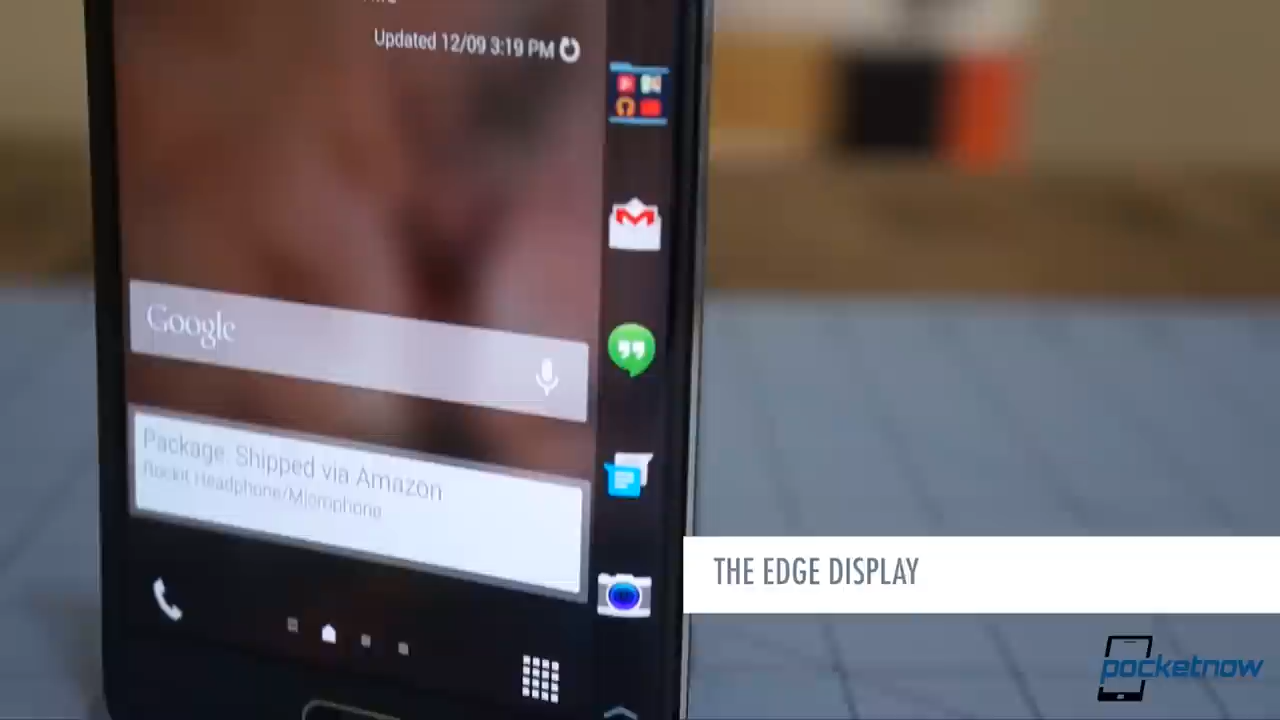 Updated 12/09 3:19 PM
Google
Package Shipped via Amazon
Rockit Headphone/Microphone
THE EDGE DISPLAY
pocketnow